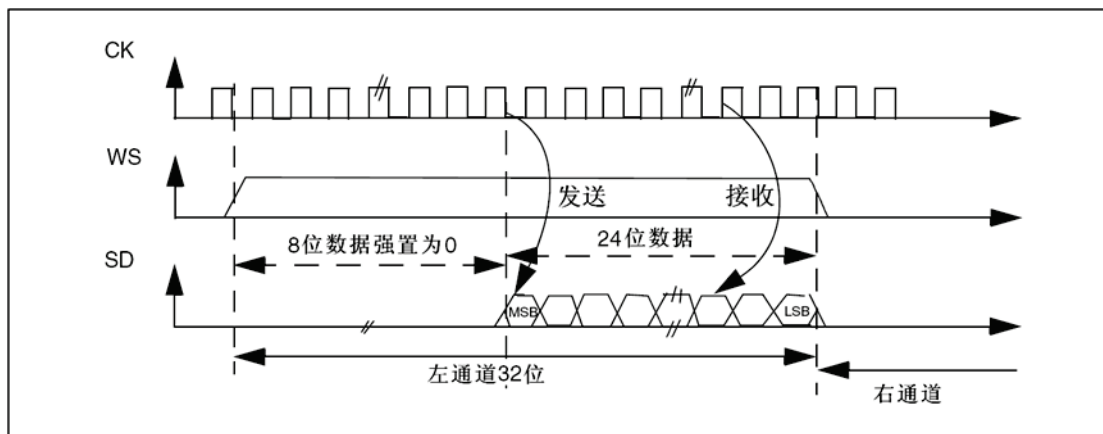 CK
WS
发送
接收
8位数据强置为0
24位数据
SD
MSB
LSB
左通道32位
右通道